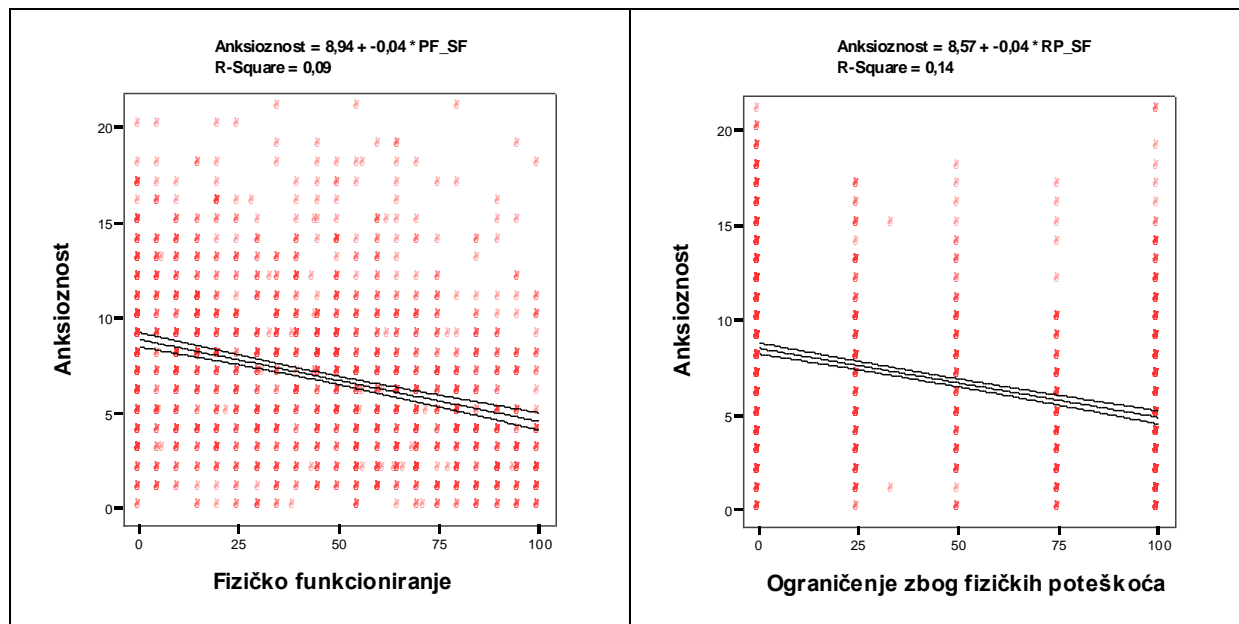 Anksioznost = 8,94 + -0,04 * PF_SF
R-Square = 0,09
20
15
10
5
0
Anksioznost
0 25 50 75 100
Fizičko funkcioniranje
Anksioznost = 8,57 + -0,04 * RP_SF
R-Square = 0,14
20
15
10
5
0
Anksioznost
0 25 50 75 100
Ograničenje zbog fizičkih poteškoća